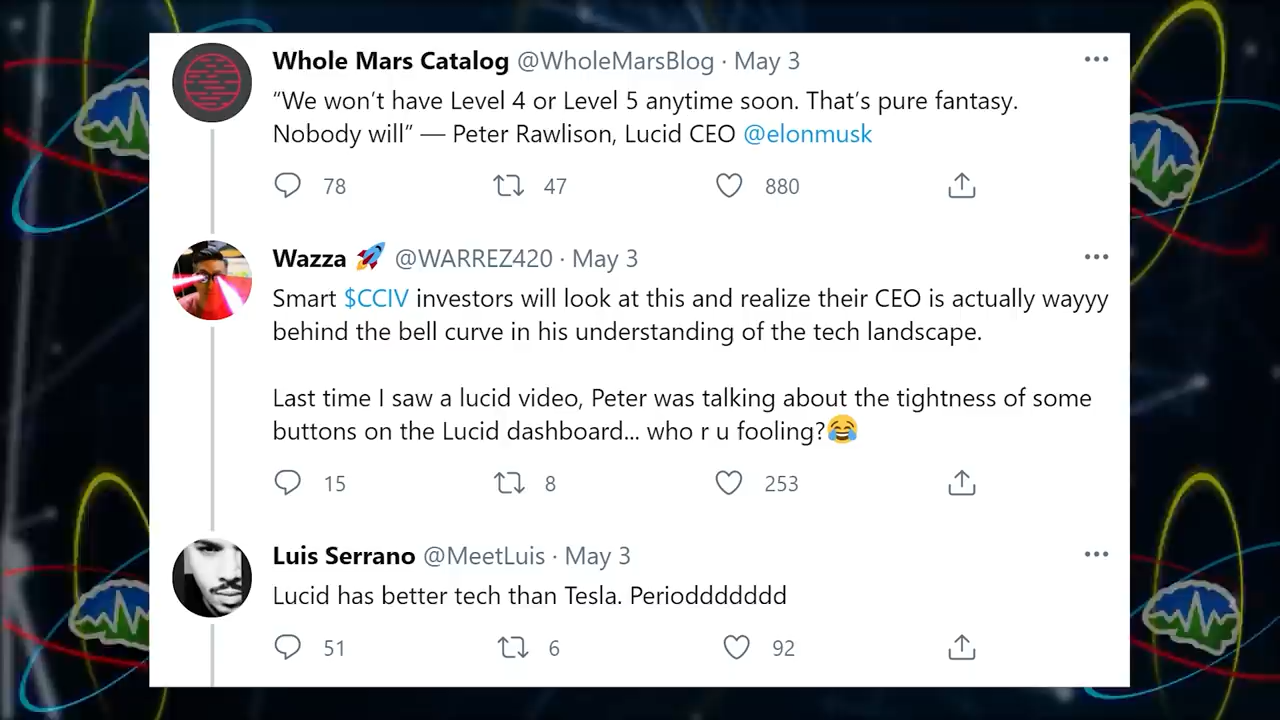 Whole Mars Catalog @WholeMarsBlog · May 3
“We won’t have Level 4 or Level 5 anytime soon. That’s pure fantasy.
Nobody will” — Peter Rawlison, Lucid CEO @elonmusk
78 47 880
Wazza 🚀 @WARREZ420 · May 3
Smart $CCIV investors will look at this and realize their CEO is actually wayyy
behind the bell curve in his understanding of the tech landscape.
Last time I saw a lucid video, Peter was talking about the tightness of some
buttons on the Lucid dashboard... who r u fooling?😂
15 8 253
Luis Serrano @MeetLuis · May 3
Lucid has better tech than Tesla. Perioddddddd
51 6 92